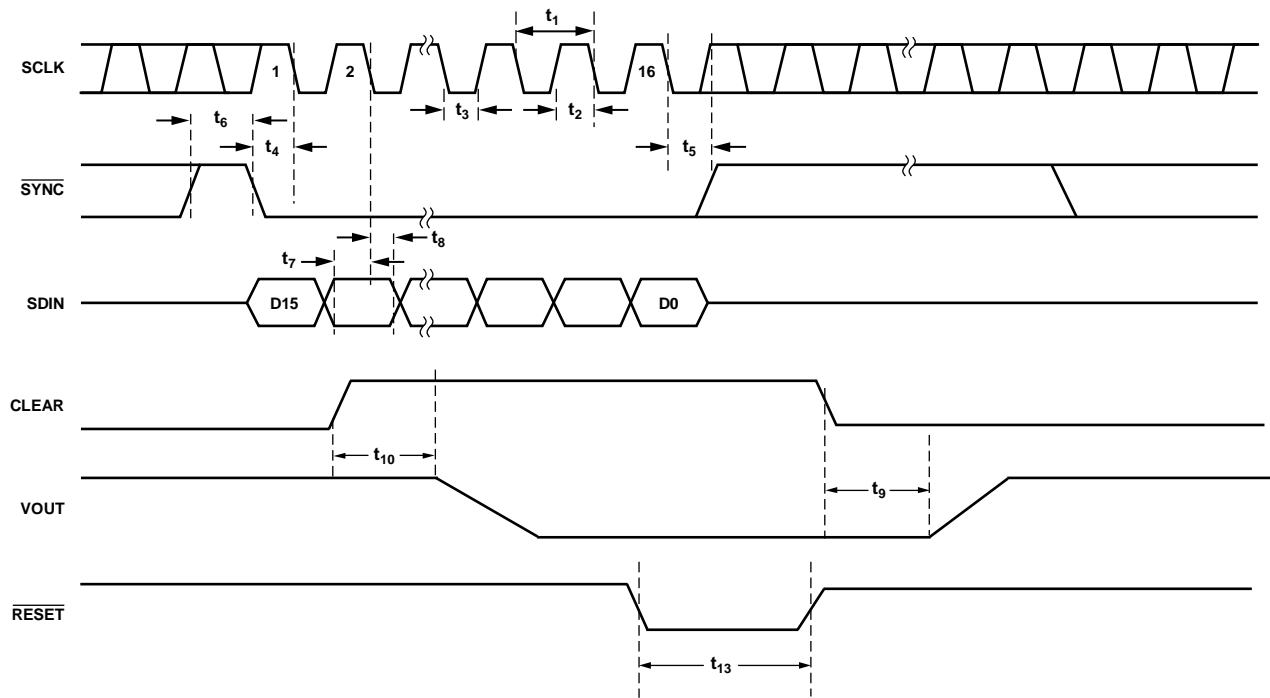 t1
SCLK
1
2
16
t3
t2
t6
t4
t5
SYNC
t8
t7
SDIN
D15
D0
CLEAR
t10
t9
VOUT
RESET
t13